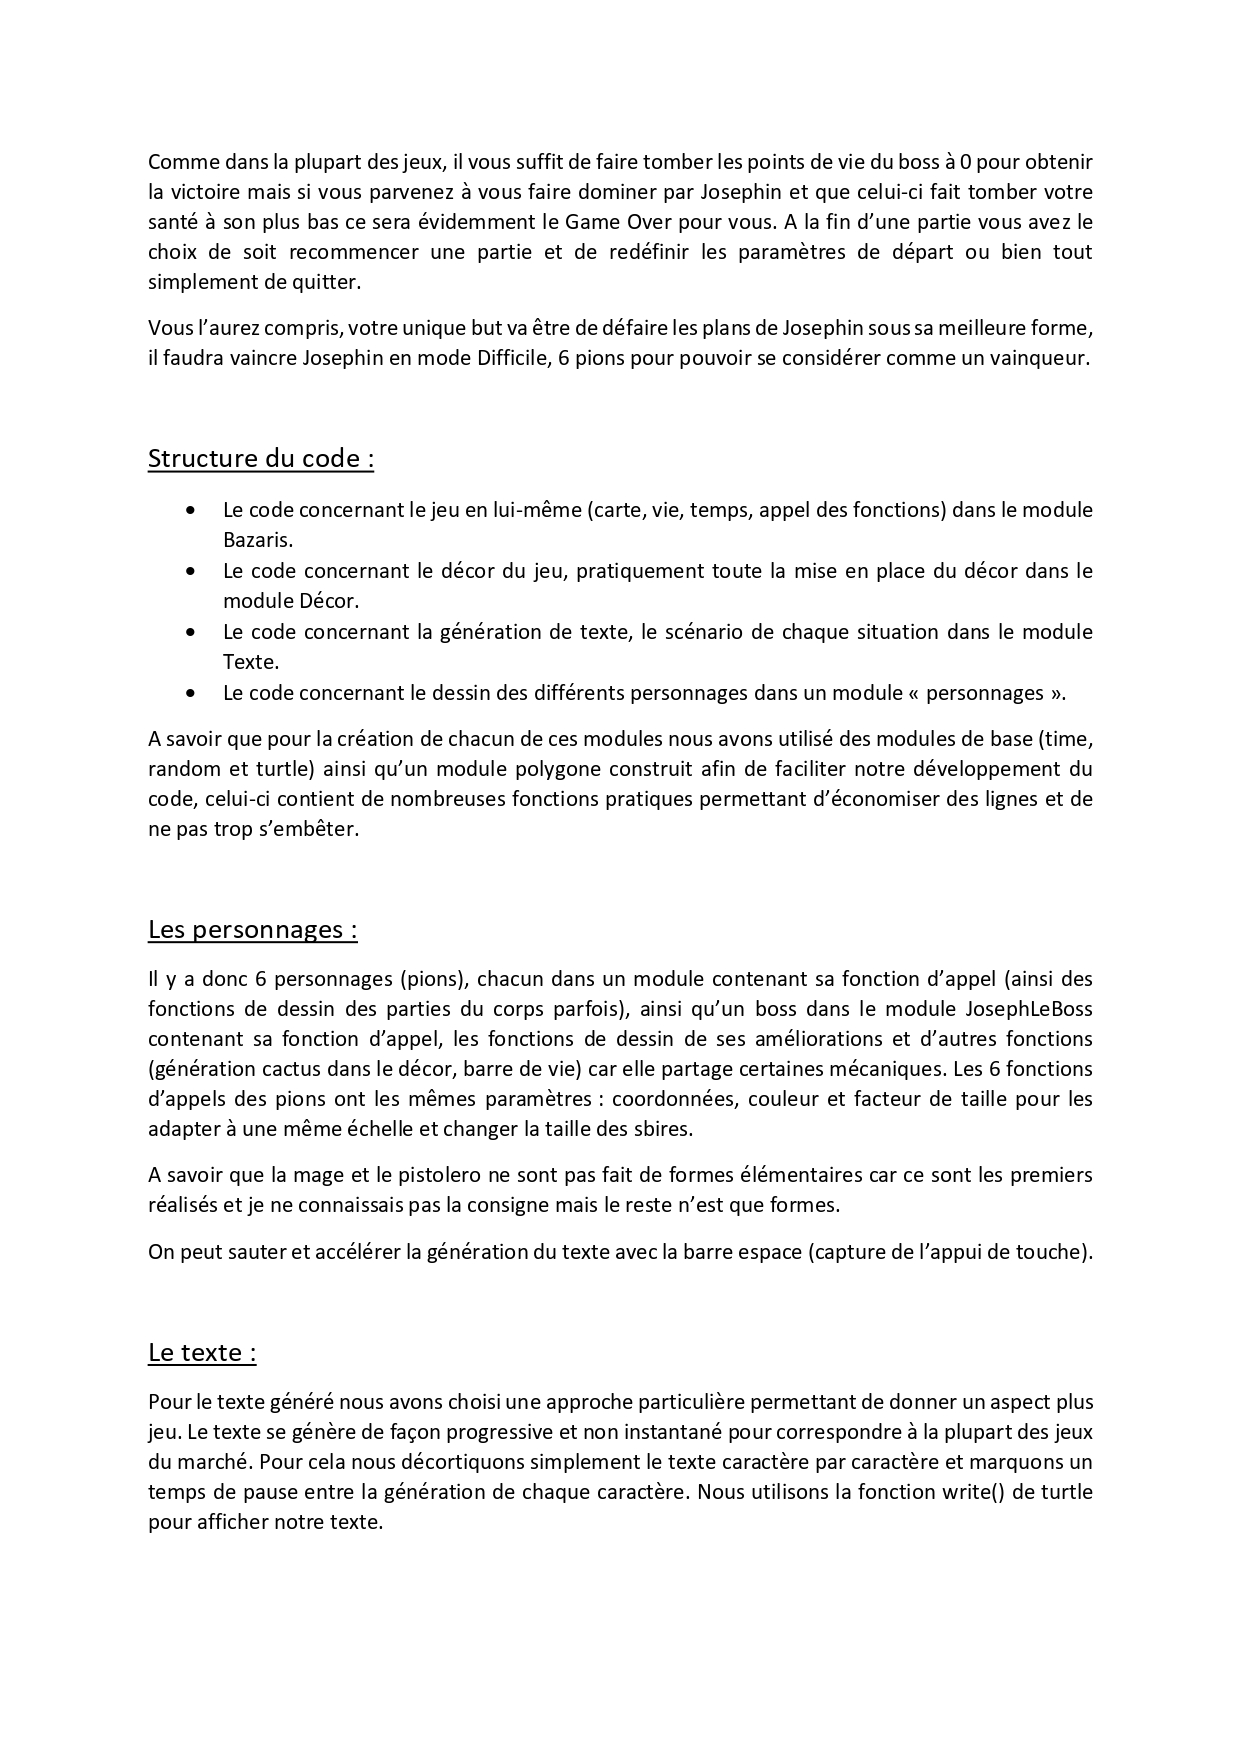 Comme dans la plupart des jeux, il vous suffit de faire tomber les points de vie du boss à 0 pour obtenir
la victoire mais si vous parvenez à vous faire dominer par Josephin et que celui-ci fait tomber votre
santé à son plus bas ce sera évidemment le Game Over pour vous. A la fin d’une partie vous avez le
choix de soit recommencer une partie et de redéfinir les paramètres de départ ou bien tout
simplement de quitter.
Vous l’aurez compris, votre unique but va être de défaire les plans de Josephin sous sa meilleure forme,
il faudra vaincre Josephin en mode Difficile, 6 pions pour pouvoir se considérer comme un vainqueur.
Structure du code :
• Le code concernant le jeu en lui-même (carte, vie, temps, appel des fonctions) dans le module
Bazaris.
• Le code concernant le décor du jeu, pratiquement toute la mise en place du décor dans le
module Décor.
• Le code concernant la génération de texte, le scénario de chaque situation dans le module
Texte.
• Le code concernant le dessin des différents personnages dans un module « personnages ».
A savoir que pour la création de chacun de ces modules nous avons utilisé des modules de base (time,
random et turtle) ainsi qu’un module polygone construit afin de faciliter notre développement du
code, celui-ci contient de nombreuses fonctions pratiques permettant d’économiser des lignes et de
ne pas trop s’embêter.
Les personnages :
Il y a donc 6 personnages (pions), chacun dans un module contenant sa fonction d’appel (ainsi des
fonctions de dessin des parties du corps parfois), ainsi qu’un boss dans le module JosephLeBoss
contenant sa fonction d’appel, les fonctions de dessin de ses améliorations et d’autres fonctions
(génération cactus dans le décor, barre de vie) car elle partage certaines mécaniques. Les 6 fonctions
d’appels des pions ont les mêmes paramètres : coordonnées, couleur et facteur de taille pour les
adapter à une même échelle et changer la taille des sbires.
A savoir que la mage et le pistolero ne sont pas fait de formes élémentaires car ce sont les premiers
réalisés et je ne connaissais pas la consigne mais le reste n’est que formes.
On peut sauter et accélérer la génération du texte avec la barre espace (capture de l’appui de touche).
Le texte :
Pour le texte généré nous avons choisi une approche particulière permettant de donner un aspect plus
jeu. Le texte se génère de façon progressive et non instantané pour correspondre à la plupart des jeux
du marché. Pour cela nous décortiquons simplement le texte caractère par caractère et marquons un
temps de pause entre la génération de chaque caractère. Nous utilisons la fonction write() de turtle
pour afficher notre texte.